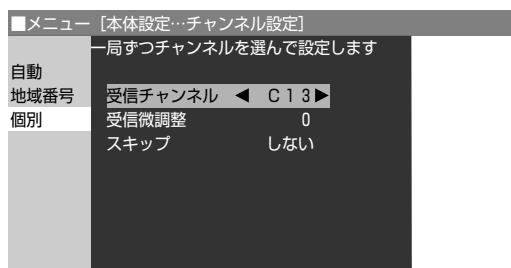 ■メニュー [本体設定…チャンネル設定]
一局ずつチャンネルを選んで設定します
自動
地域番号 受信チャンネル ◀ C13▶
個別 受信微調整 0
スキップ しない